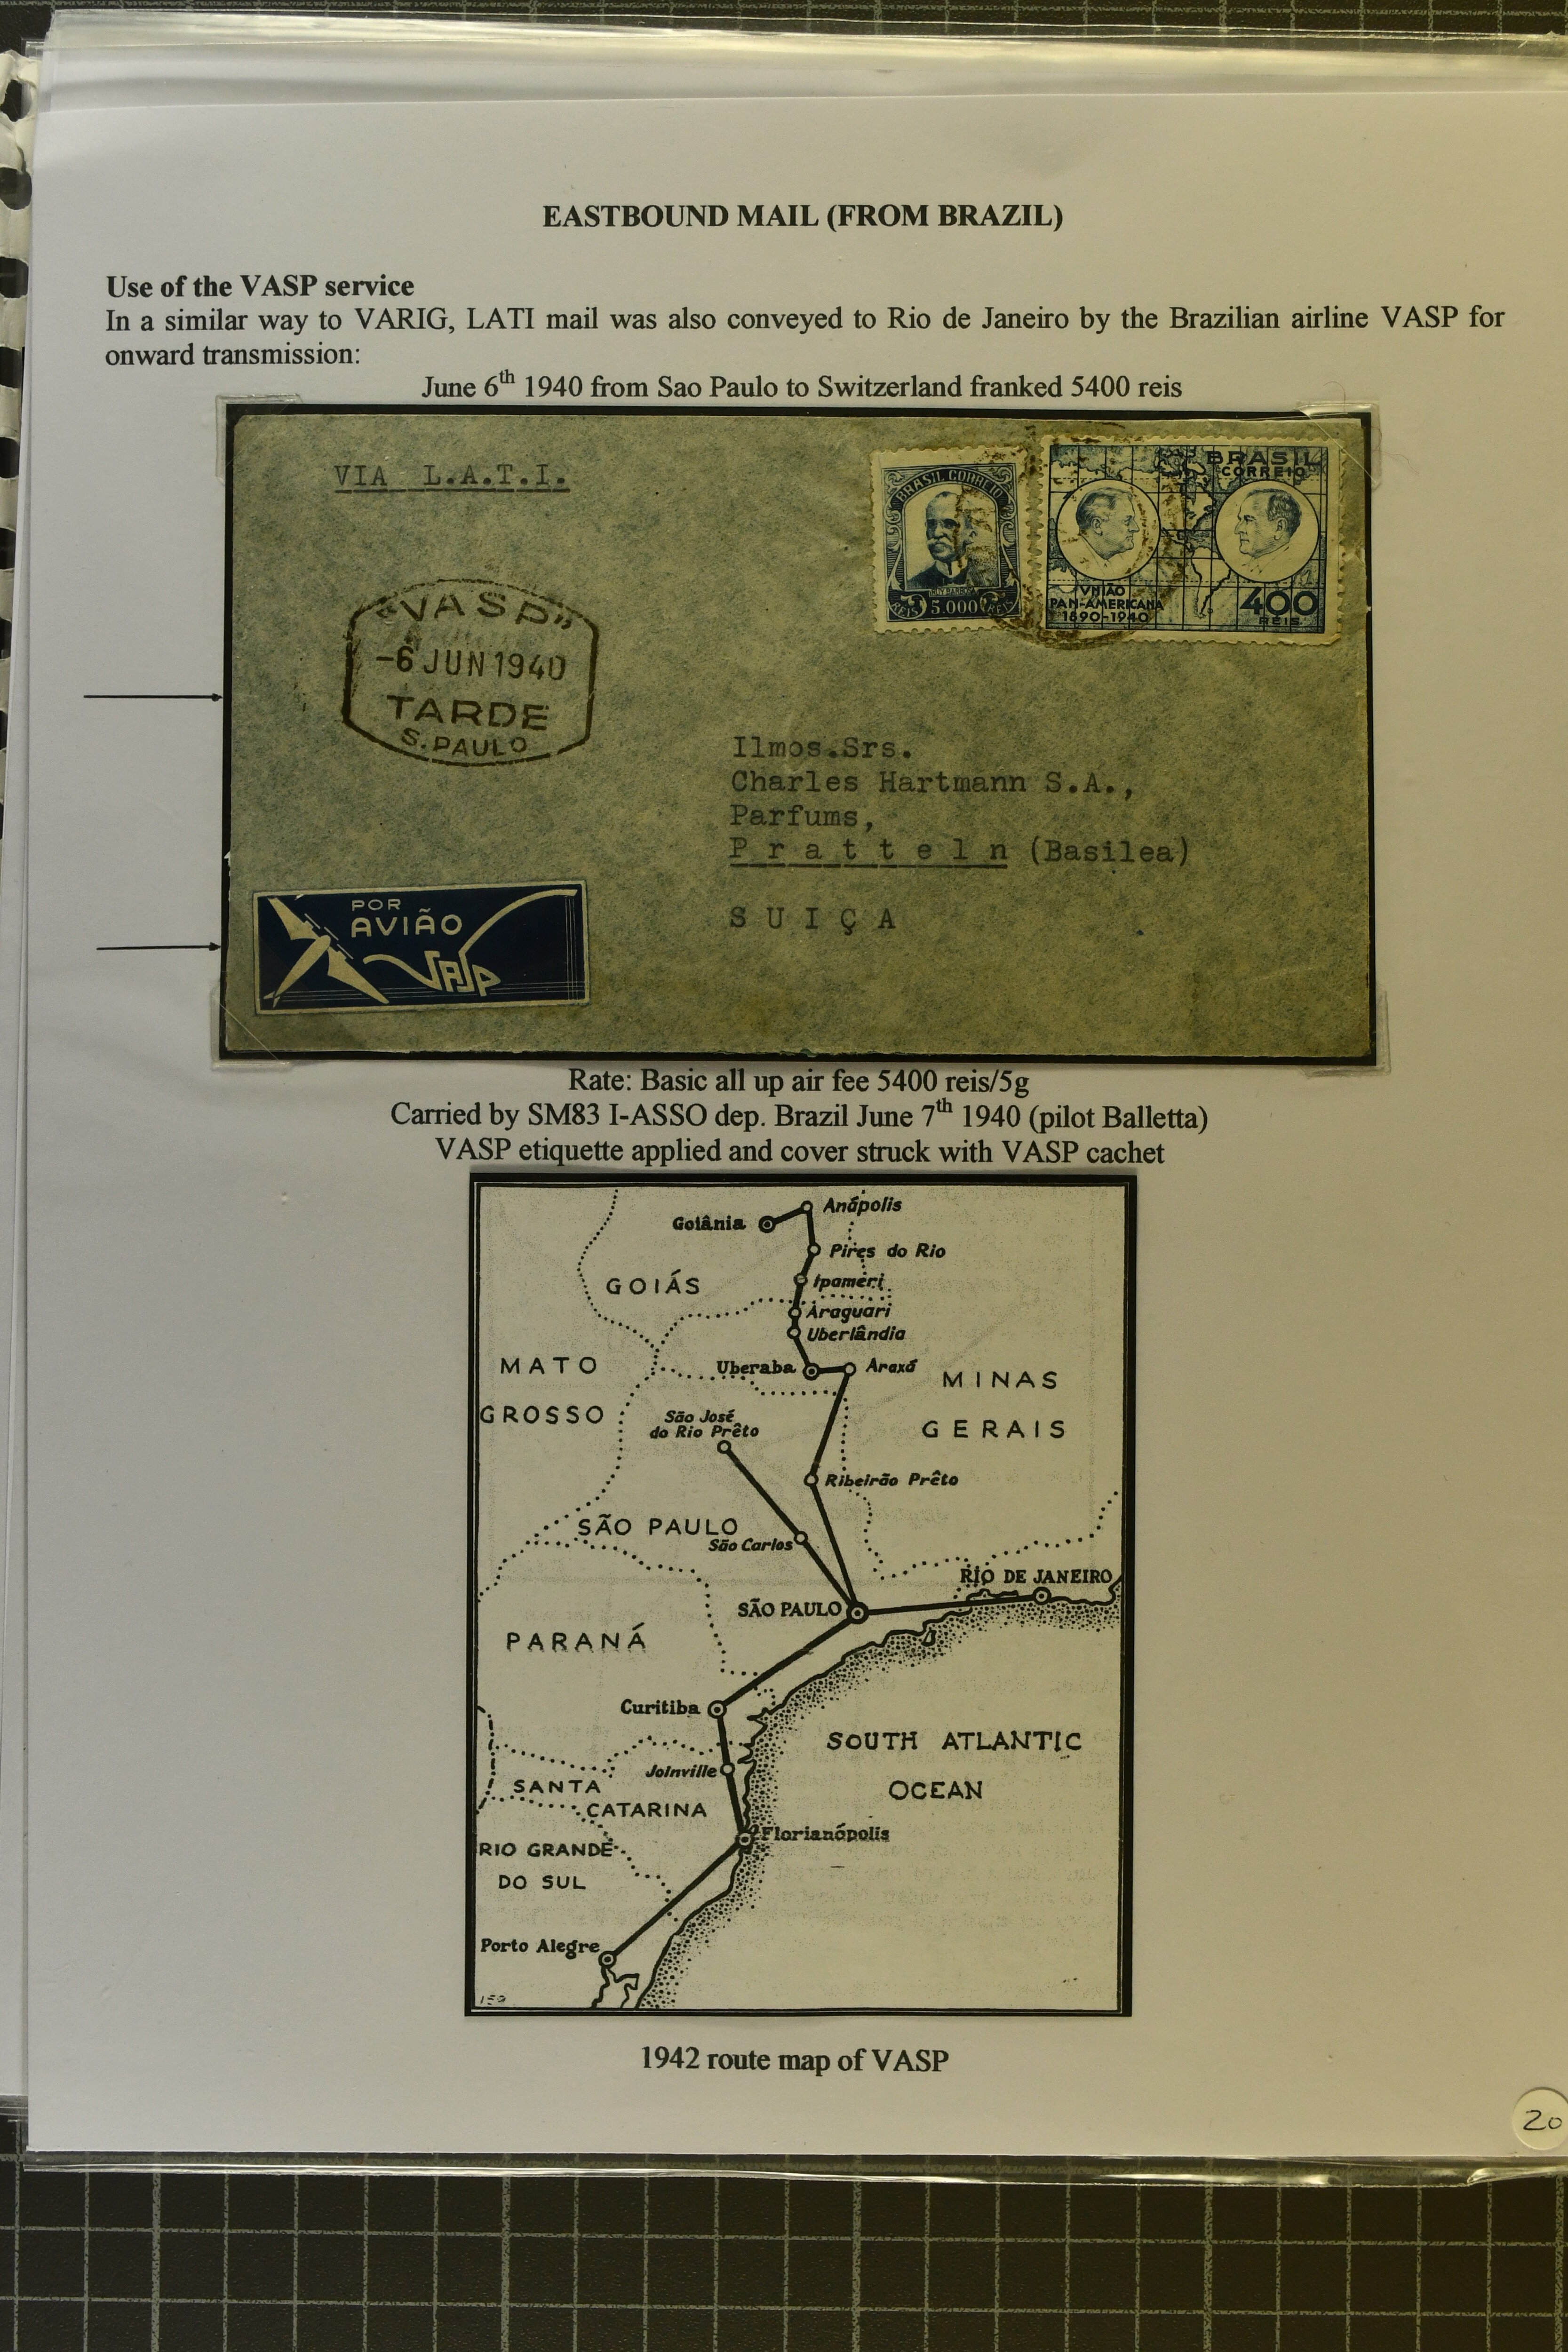 EASTBOUND MAIL (FROM BRAZIL)
Use of the VASP service
In a similar way to VARIG, LATI mail was also conveyed to Rio de Janeiro by the Brazilian airline VASP for
onward transmission:
June 6th 1940 from Sao Paulo to Switzerland franked 5400 reis
VIA L.A.T.I.
BRASIL CORREIO
RUY BARBOSA
REIS 5.000 REIS
BRASIL
CORREIO
UNIÃO
PAN-AMERICANA
1890-1940
400
REIS
"VASP"
-6 JUN 1940
TARDE
S. PAULO
Ilmos.Srs.
Charles Hartmann S.A.,
Parfums,
Pratteln (Basilea)
SUIÇA
POR
AVIÃO
VASP
Rate: Basic all up air fee 5400 reis/5g
Carried by SM83 I-ASSO dep. Brazil June 7th 1940 (pilot Balletta)
VASP etiquette applied and cover struck with VASP cachet
Anápolis
Goiânia
Pires do Rio
GOIÁS
Ipameri
Araguari
Uberlândia
MATO
GROSSO
Uberaba
Araxá
MINAS
GERAIS
São José
do Rio Prêto
Ribeirão Prêto
SÃO PAULO
São Carlos
RIO DE JANEIRO
SÃO PAULO
PARANÁ
Curitiba
SOUTH ATLANTIC
OCEAN
Joinville
SANTA
CATARINA
Florianópolis
RIO GRANDE
DO SUL
Porto Alegre
1942 route map of VASP
20